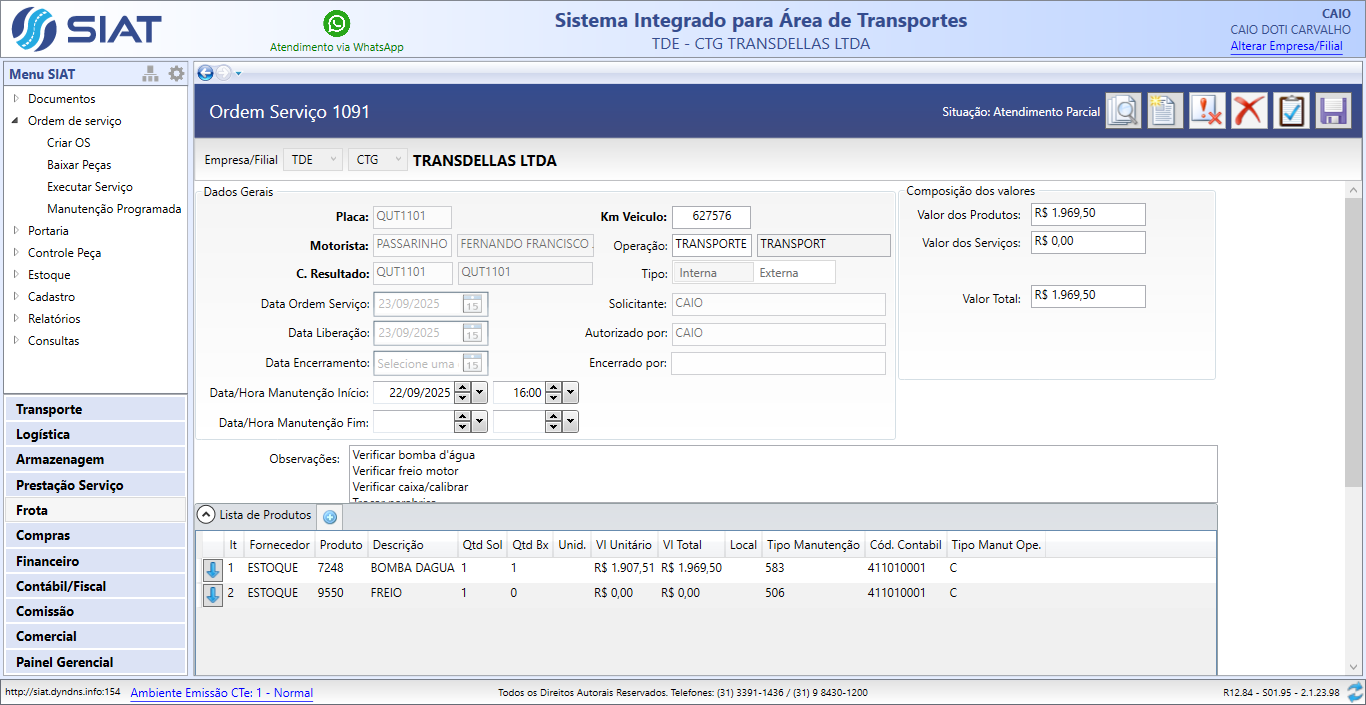 SIAT
Atendimento via WhatsApp
Sistema Integrado para Área de Transportes
TDE - CTG TRANSDELLAS LTDA
CAIO
CAIO DOTI CARVALHO
Alterar Empresa/Filial
Menu SIAT
Documentos
Ordem de serviço
Criar OS
Baixar Peças
Executar Serviço
Manutenção Programada
Portaria
Controle Peça
Estoque
Cadastro
Relatórios
Consultas
Transporte
Logística
Armazenagem
Prestação Serviço
Frota
Compras
Financeiro
Contábil/Fiscal
Comissão
Comercial
Painel Gerencial
Ordem Serviço 1091
Situação: Atendimento Parcial
Empresa/Filial TDE CTG TRANSDELLAS LTDA
Dados Gerais
Placa: QUT1101 Km Veiculo: 627576
Motorista: PASSARINHO FERNANDO FRANCISCO Operação: TRANSPORTE TRANSPORT
C. Resultado: QUT1101 QUT1101 Tipo: Interna Externa
Data Ordem Serviço: 23/09/2025 15 Solicitante: CAIO
Data Liberação: 23/09/2025 15 Autorizado por: CAIO
Data Encerramento: Selecione uma 15 Encerrado por:
Data/Hora Manutenção Início: 22/09/2025 16:00
Data/Hora Manutenção Fim:
Composição dos valores
Valor dos Produtos: R$ 1.969,50
Valor dos Serviços: R$ 0,00
Valor Total: R$ 1.969,50
Observações: Verificar bomba d'água
Verificar freio motor
Verificar caixa/calibrar
Lista de Produtos
It Fornecedor Produto Descrição Qtd Sol Qtd Bx Unid. Vl Unitário Vl Total Local Tipo Manutenção Cód. Contabil Tipo Manut Ope.
1 ESTOQUE 7248 BOMBA DAGUA 1 1 R$ 1.907,51 R$ 1.969,50 583 411010001 C
2 ESTOQUE 9550 FREIO 1 0 R$ 0,00 R$ 0,00 506 411010001 C
http://siat.dyndns.info:154 Ambiente Emissão CTe: 1 - Normal Todos os Direitos Autorais Reservados. Telefones: (31) 3391-1436 / (31) 9 8430-1200 R12.84 - S01.95 - 2.1.23.98